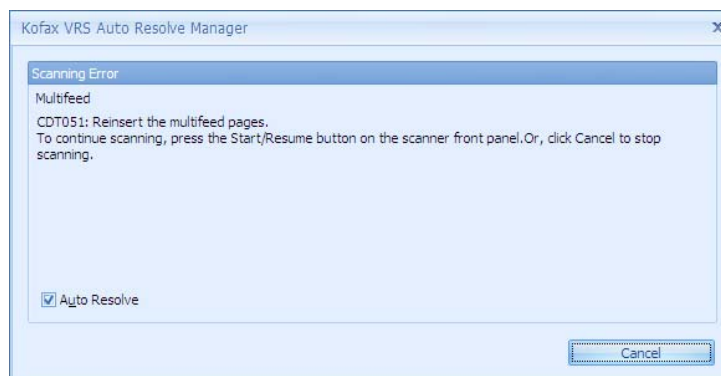 Kofax VRS Auto Resolve Manager
Scanning Error
Multifeed
CDT051: Reinsert the multifeed pages.
To continue scanning, press the Start/Resume button on the scanner front panel.Or, click Cancel to stop
scanning.
Auto Resolve
Cancel